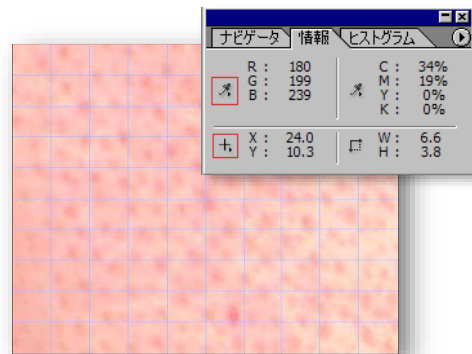 ナビゲータ 情報 ヒストグラム
R : 180 C : 34%
G : 199 M : 19%
B : 239 Y : 0%
K : 0%
X : 24.0 W : 6.6
Y : 10.3 H : 3.8